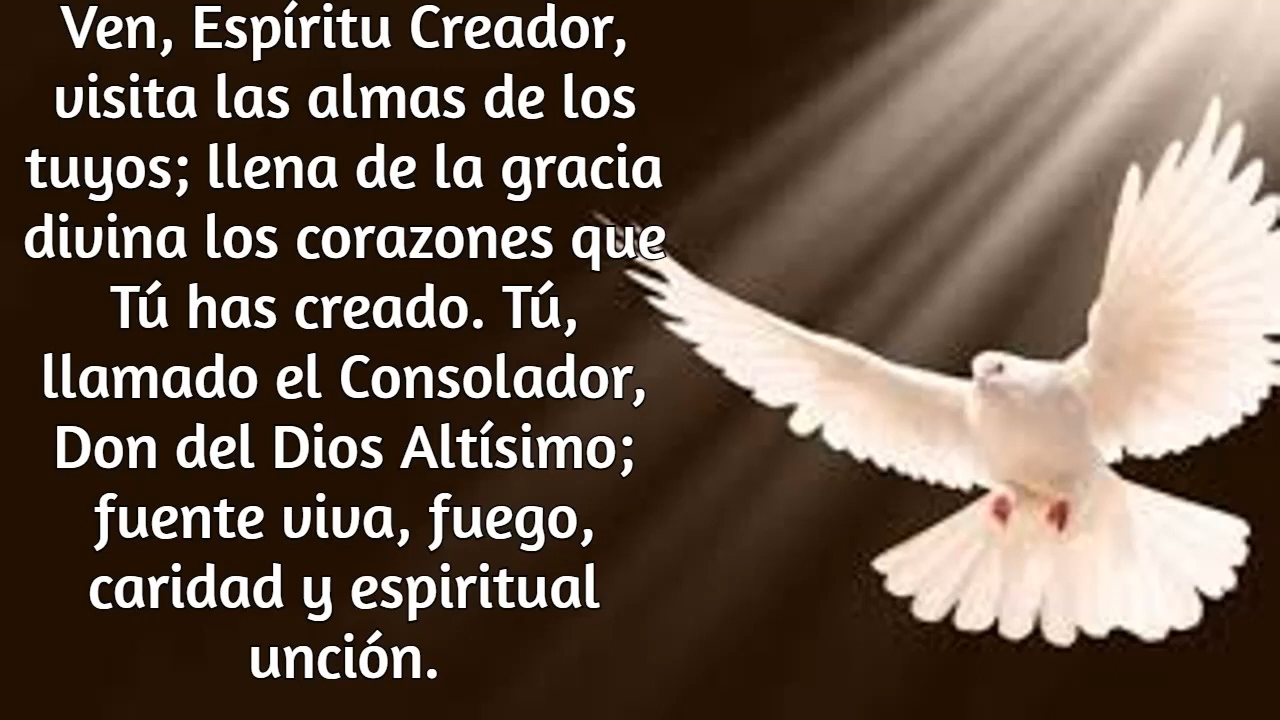 Ven, Espíritu Creador,
visita las almas de los
tuyos; llena de la gracia
divina los corazones que
Tú has creado. Tú,
llamado el Consolador,
Don del Dios Altísimo;
fuente viva, fuego,
caridad y espiritual
unción.